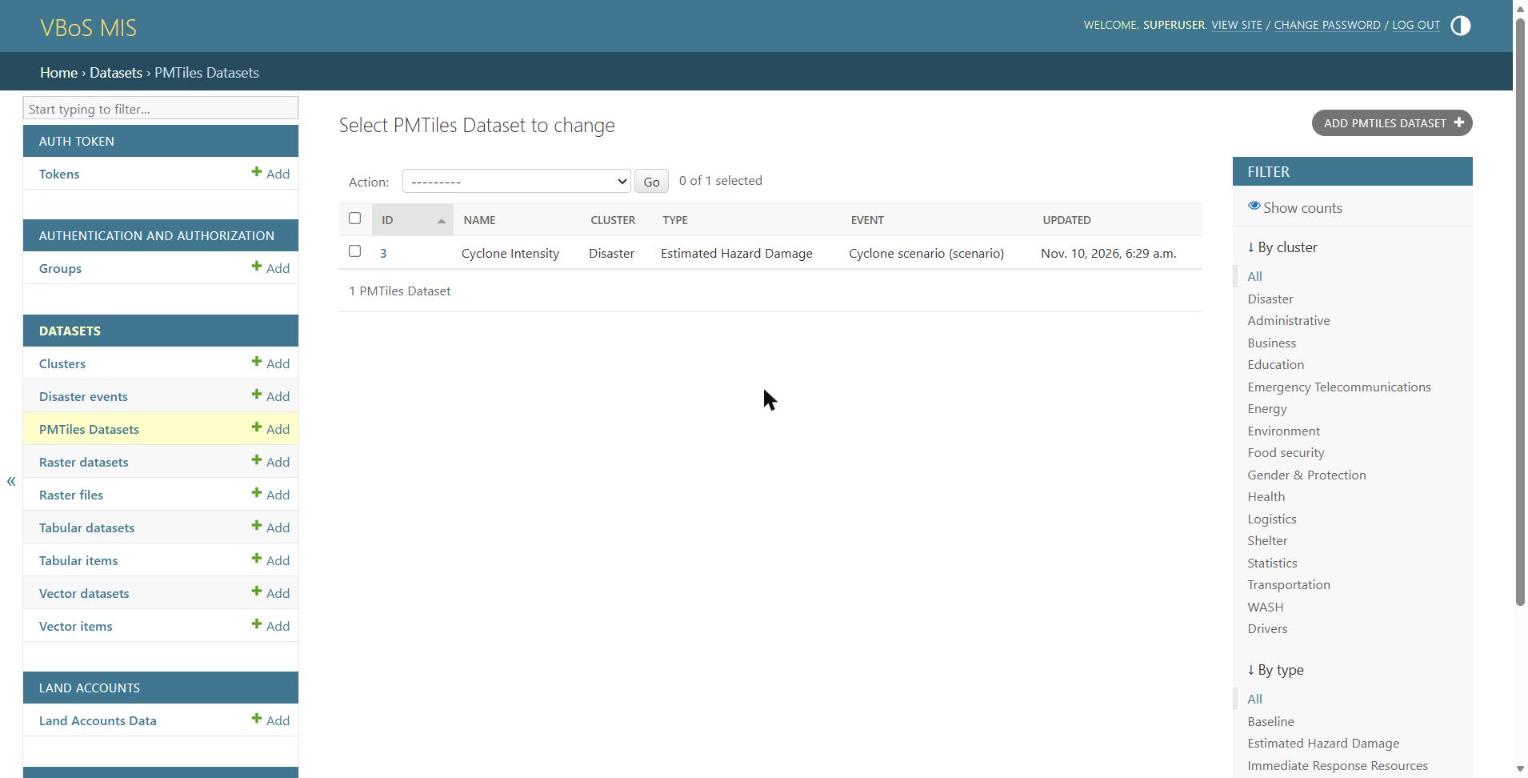 VBoS MIS
WELCOME, SUPERUSER. VIEW SITE / CHANGE PASSWORD / LOG OUT
Home › Datasets › PMTiles Datasets
Start typing to filter...
AUTH TOKEN
Tokens + Add
AUTHENTICATION AND AUTHORIZATION
Groups + Add
DATASETS
Clusters + Add
Disaster events + Add
PMTiles Datasets + Add
Raster datasets + Add
Raster files + Add
Tabular datasets + Add
Tabular items + Add
Vector datasets + Add
Vector items + Add
LAND ACCOUNTS
Land Accounts Data + Add
«
Select PMTiles Dataset to change
ADD PMTILES DATASET +
Action: --------- Go 0 of 1 selected
ID NAME CLUSTER TYPE EVENT UPDATED
3 Cyclone Intensity Disaster Estimated Hazard Damage Cyclone scenario (scenario) Nov. 10, 2026, 6:29 a.m.
1 PMTiles Dataset
FILTER
Show counts
↓ By cluster
All
Disaster
Administrative
Business
Education
Emergency Telecommunications
Energy
Environment
Food security
Gender & Protection
Health
Logistics
Shelter
Statistics
Transportation
WASH
Drivers
↓ By type
All
Baseline
Estimated Hazard Damage
Immediate Response Resources